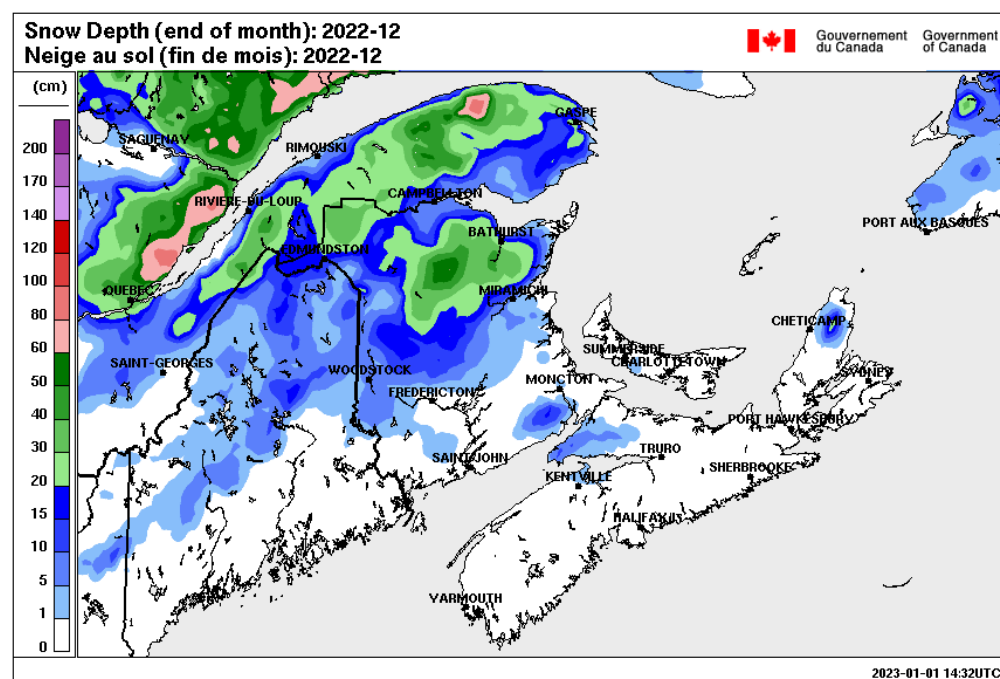 Snow Depth (end of month): 2022-12
Neige au sol (fin de mois): 2022-12
Gouvernement du Canada
Government of Canada
(cm)
200
170
140
120
100
80
60
50
40
30
20
15
10
5
1
0
SAGUENAY
RIMOUSKI
GASPE
RIVIERE-DU-LOUP
CAMPBELLTON
BATHURST
EDMUNDSTON
QUEBEC
MIRAMICHI
PORT AUX BASQUES
CHETICAMP
SAINT-GEORGES
SUMMERSIDE
CHARLOTTETOWN
WOODSTOCK
SYDNEY
MONCTON
FREDERICTON
PORT HAWKESBURY
SAINT JOHN
TRURO
SHERBROOKE
KENTVILLE
HALIFAX
YARMOUTH
2023-01-01 14:32UTC